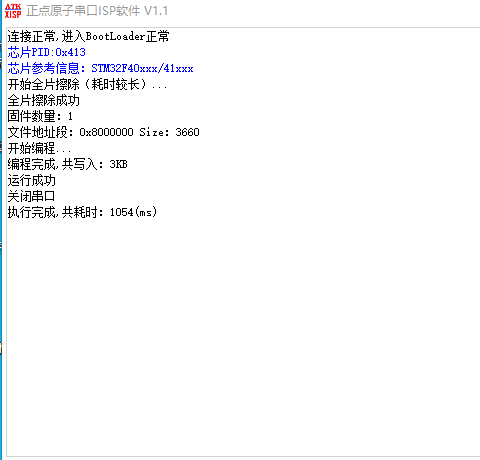 ATK
XISP
正点原子串口ISP软件 V1.1
连接正常,进入BootLoader正常
芯片PID:0x413
芯片参考信息: STM32F40xxx/41xxx
开始全片擦除（耗时较长）...
全片擦除成功
固件数量: 1
文件地址段: 0x8000000 Size: 3660
开始编程...
编程完成,共写入: 3KB
运行成功
关闭串口
执行完成,共耗时: 1054(ms)